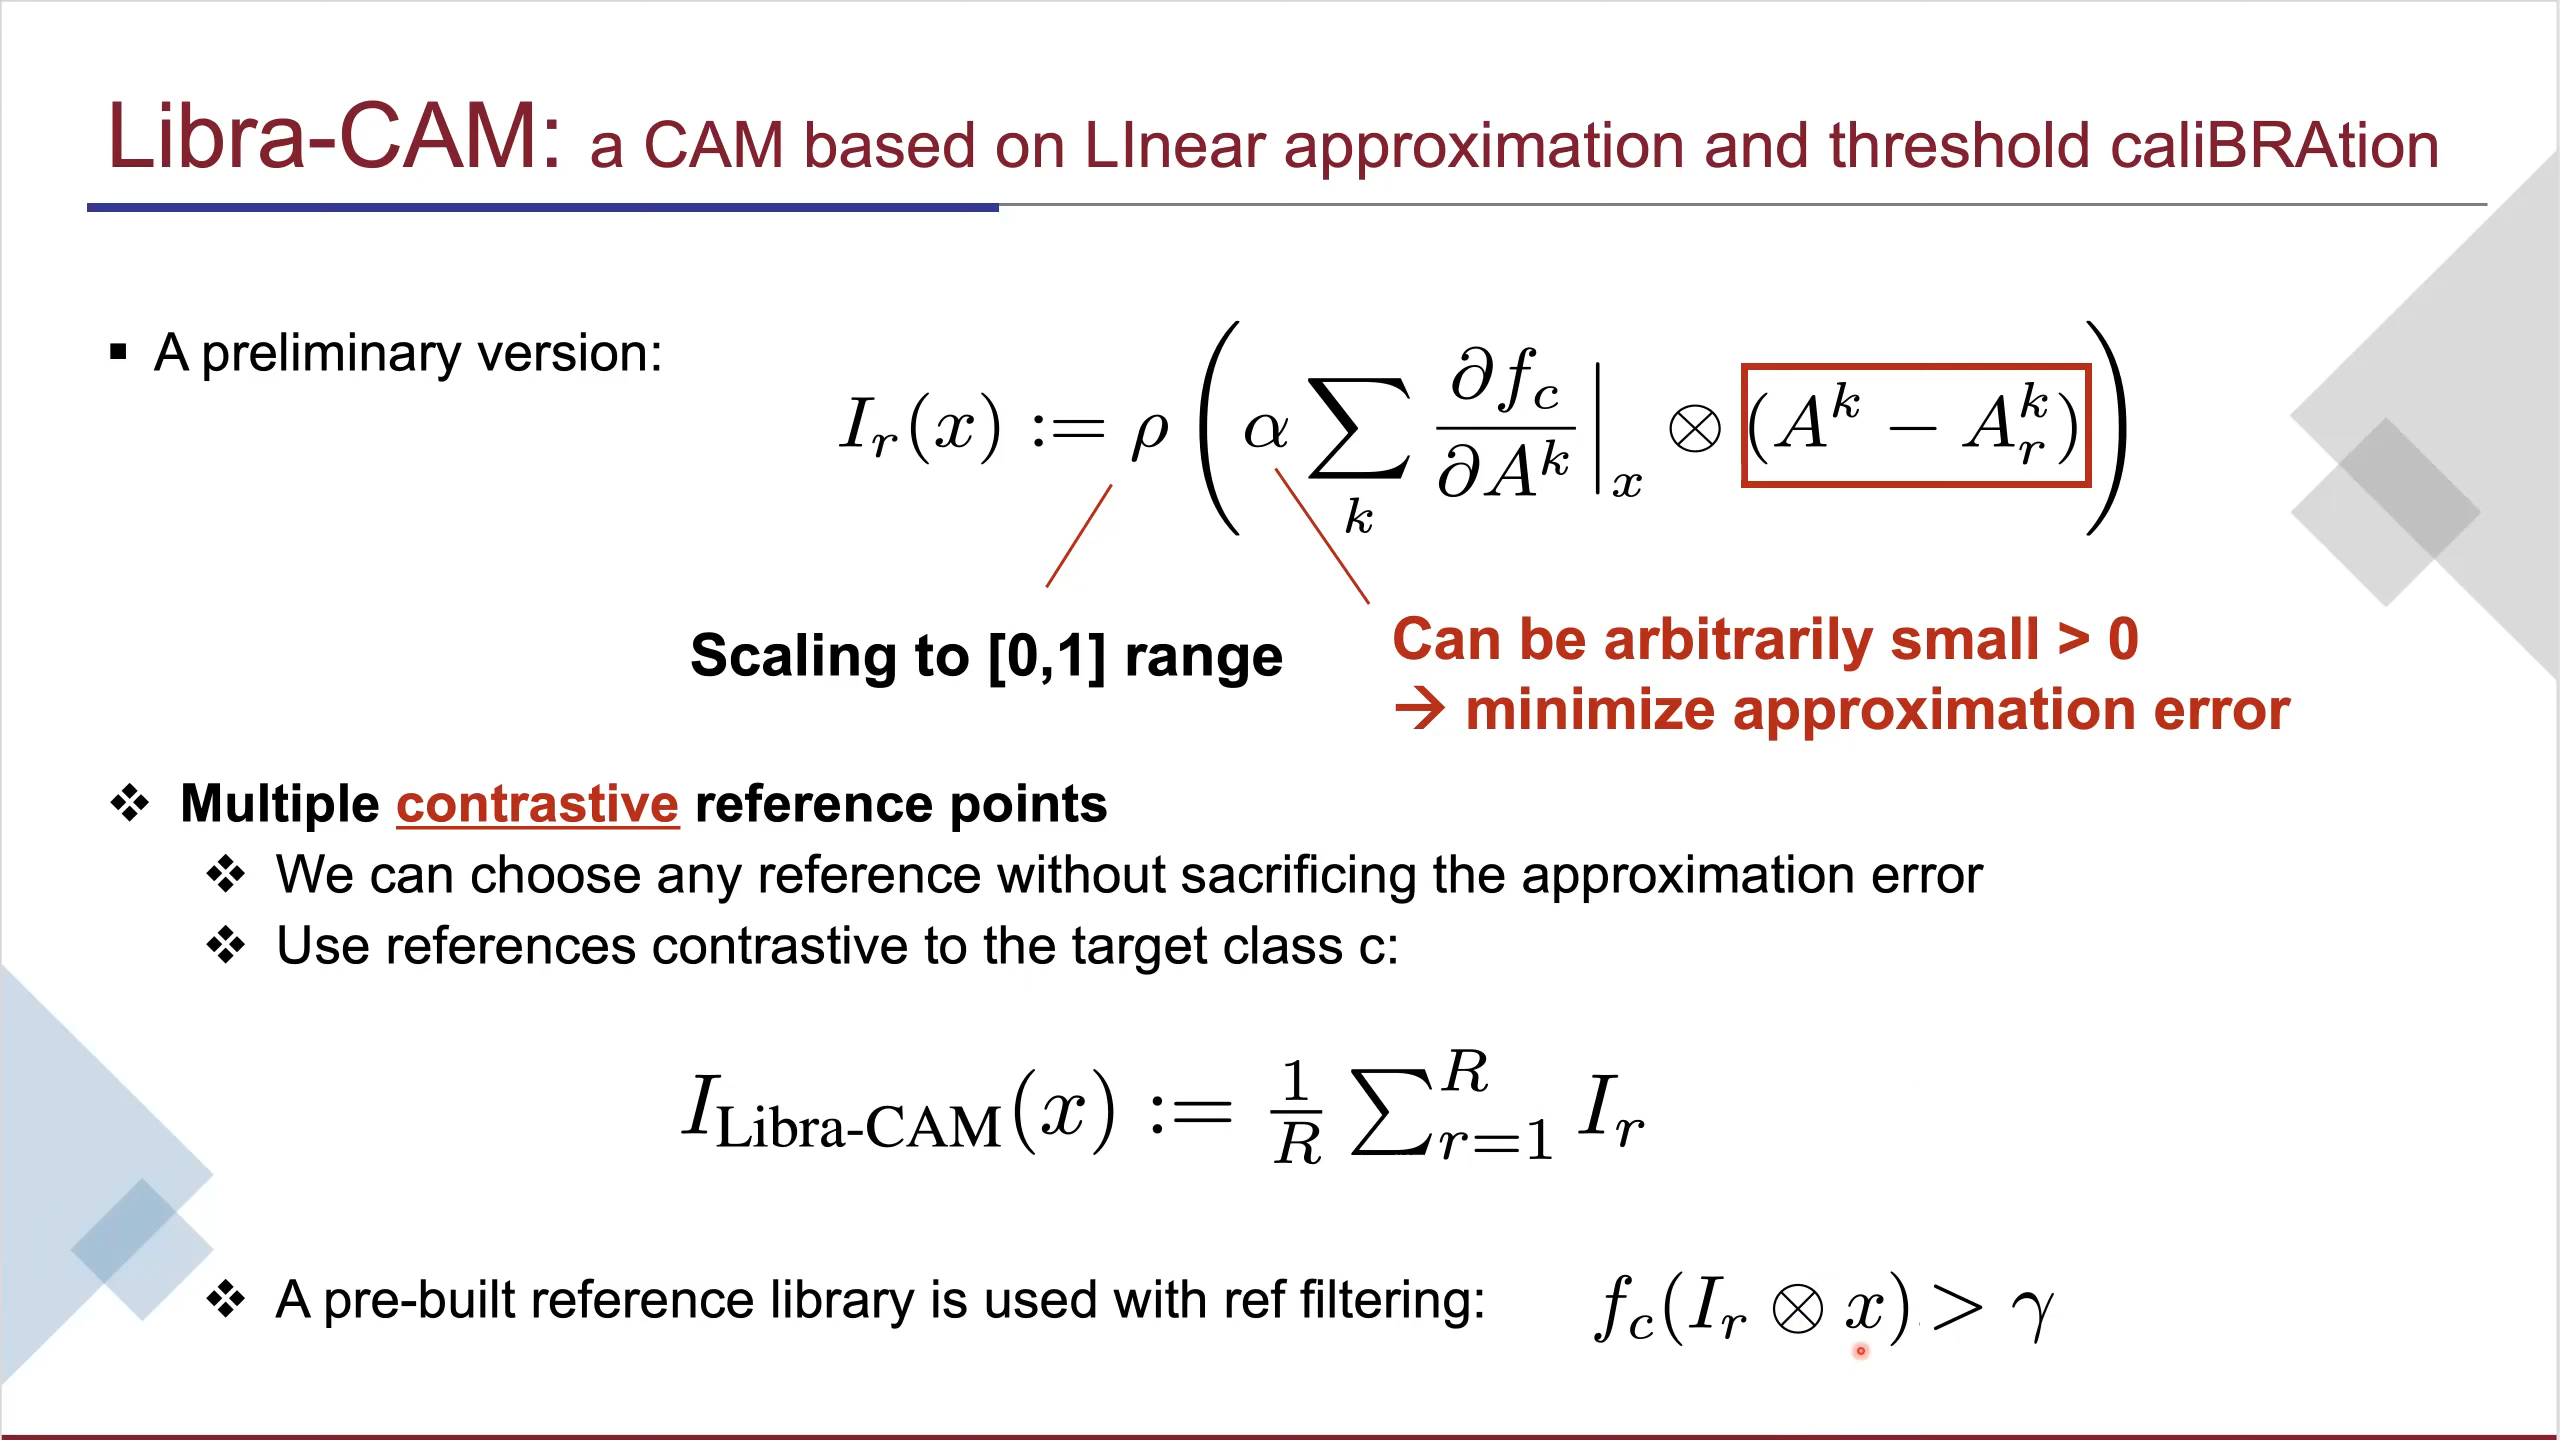 Libra-CAM: a CAM based on LInear approximation and threshold caliBRAtion
▪ A preliminary version:
I_r(x) := ρ ( α ∑_k ∂f_c/∂A^k |_x ⊗ (A^k − A_r^k) )
Scaling to [0,1] range
Can be arbitrarily small > 0
→ minimize approximation error
❖ Multiple contrastive reference points
❖ We can choose any reference without sacrificing the approximation error
❖ Use references contrastive to the target class c:
I_Libra-CAM(x) := 1/R ∑_{r=1}^R I_r
❖ A pre-built reference library is used with ref filtering: f_c(I_r ⊗ x) > γ